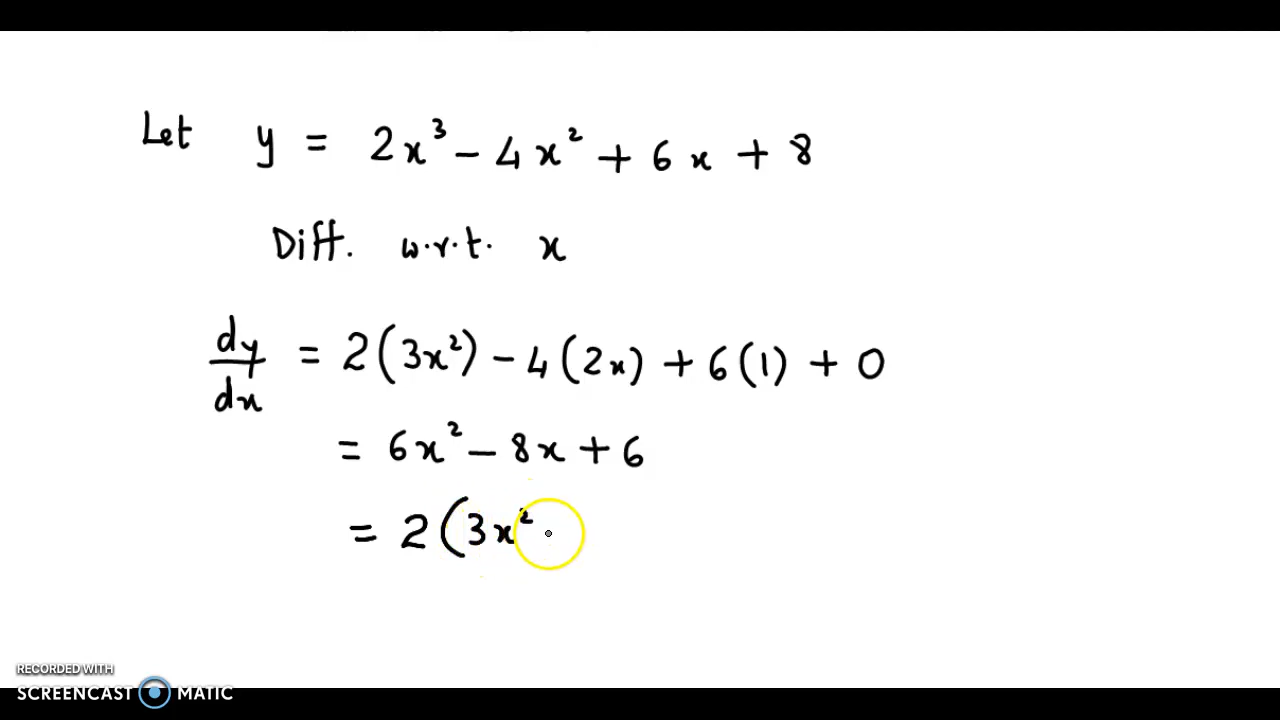 Let y = 2x³ - 4x² + 6x + 8
Diff. w.r.t. x
dy/dx = 2(3x²) - 4(2x) + 6(1) + 0
= 6x² - 8x + 6
= 2(3x²
RECORDED WITH
SCREENCAST MATIC